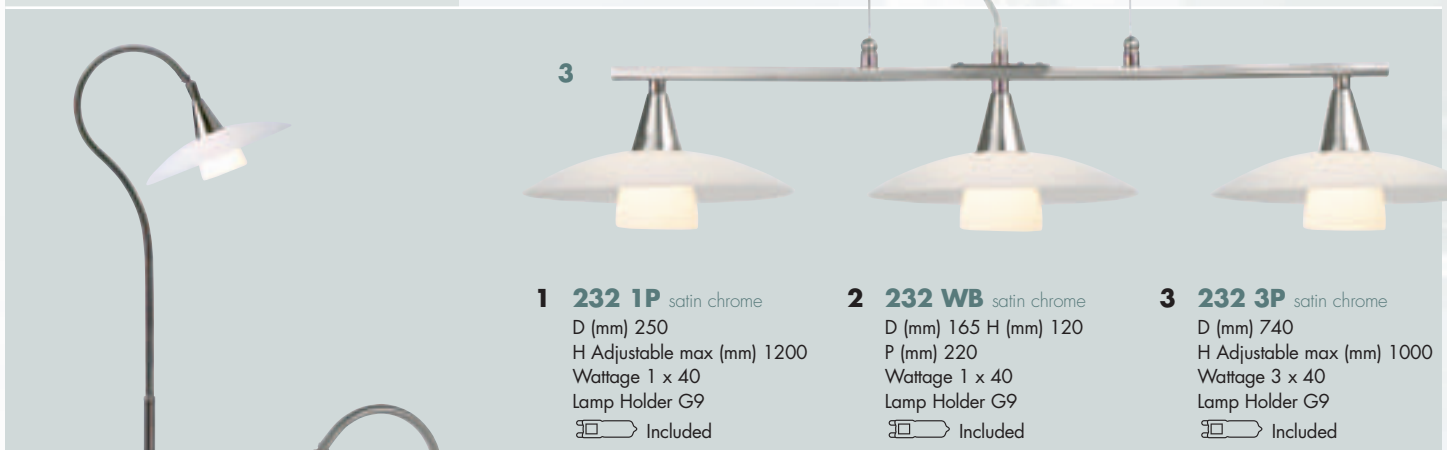 3
1 232 1P satin chrome
D (mm) 250
H Adjustable max (mm) 1200
Wattage 1 x 40
Lamp Holder G9
Included
2 232 WB satin chrome
D (mm) 165 H (mm) 120
P (mm) 220
Wattage 1 x 40
Lamp Holder G9
Included
3 232 3P satin chrome
D (mm) 740
H Adjustable max (mm) 1000
Wattage 3 x 40
Lamp Holder G9
Included